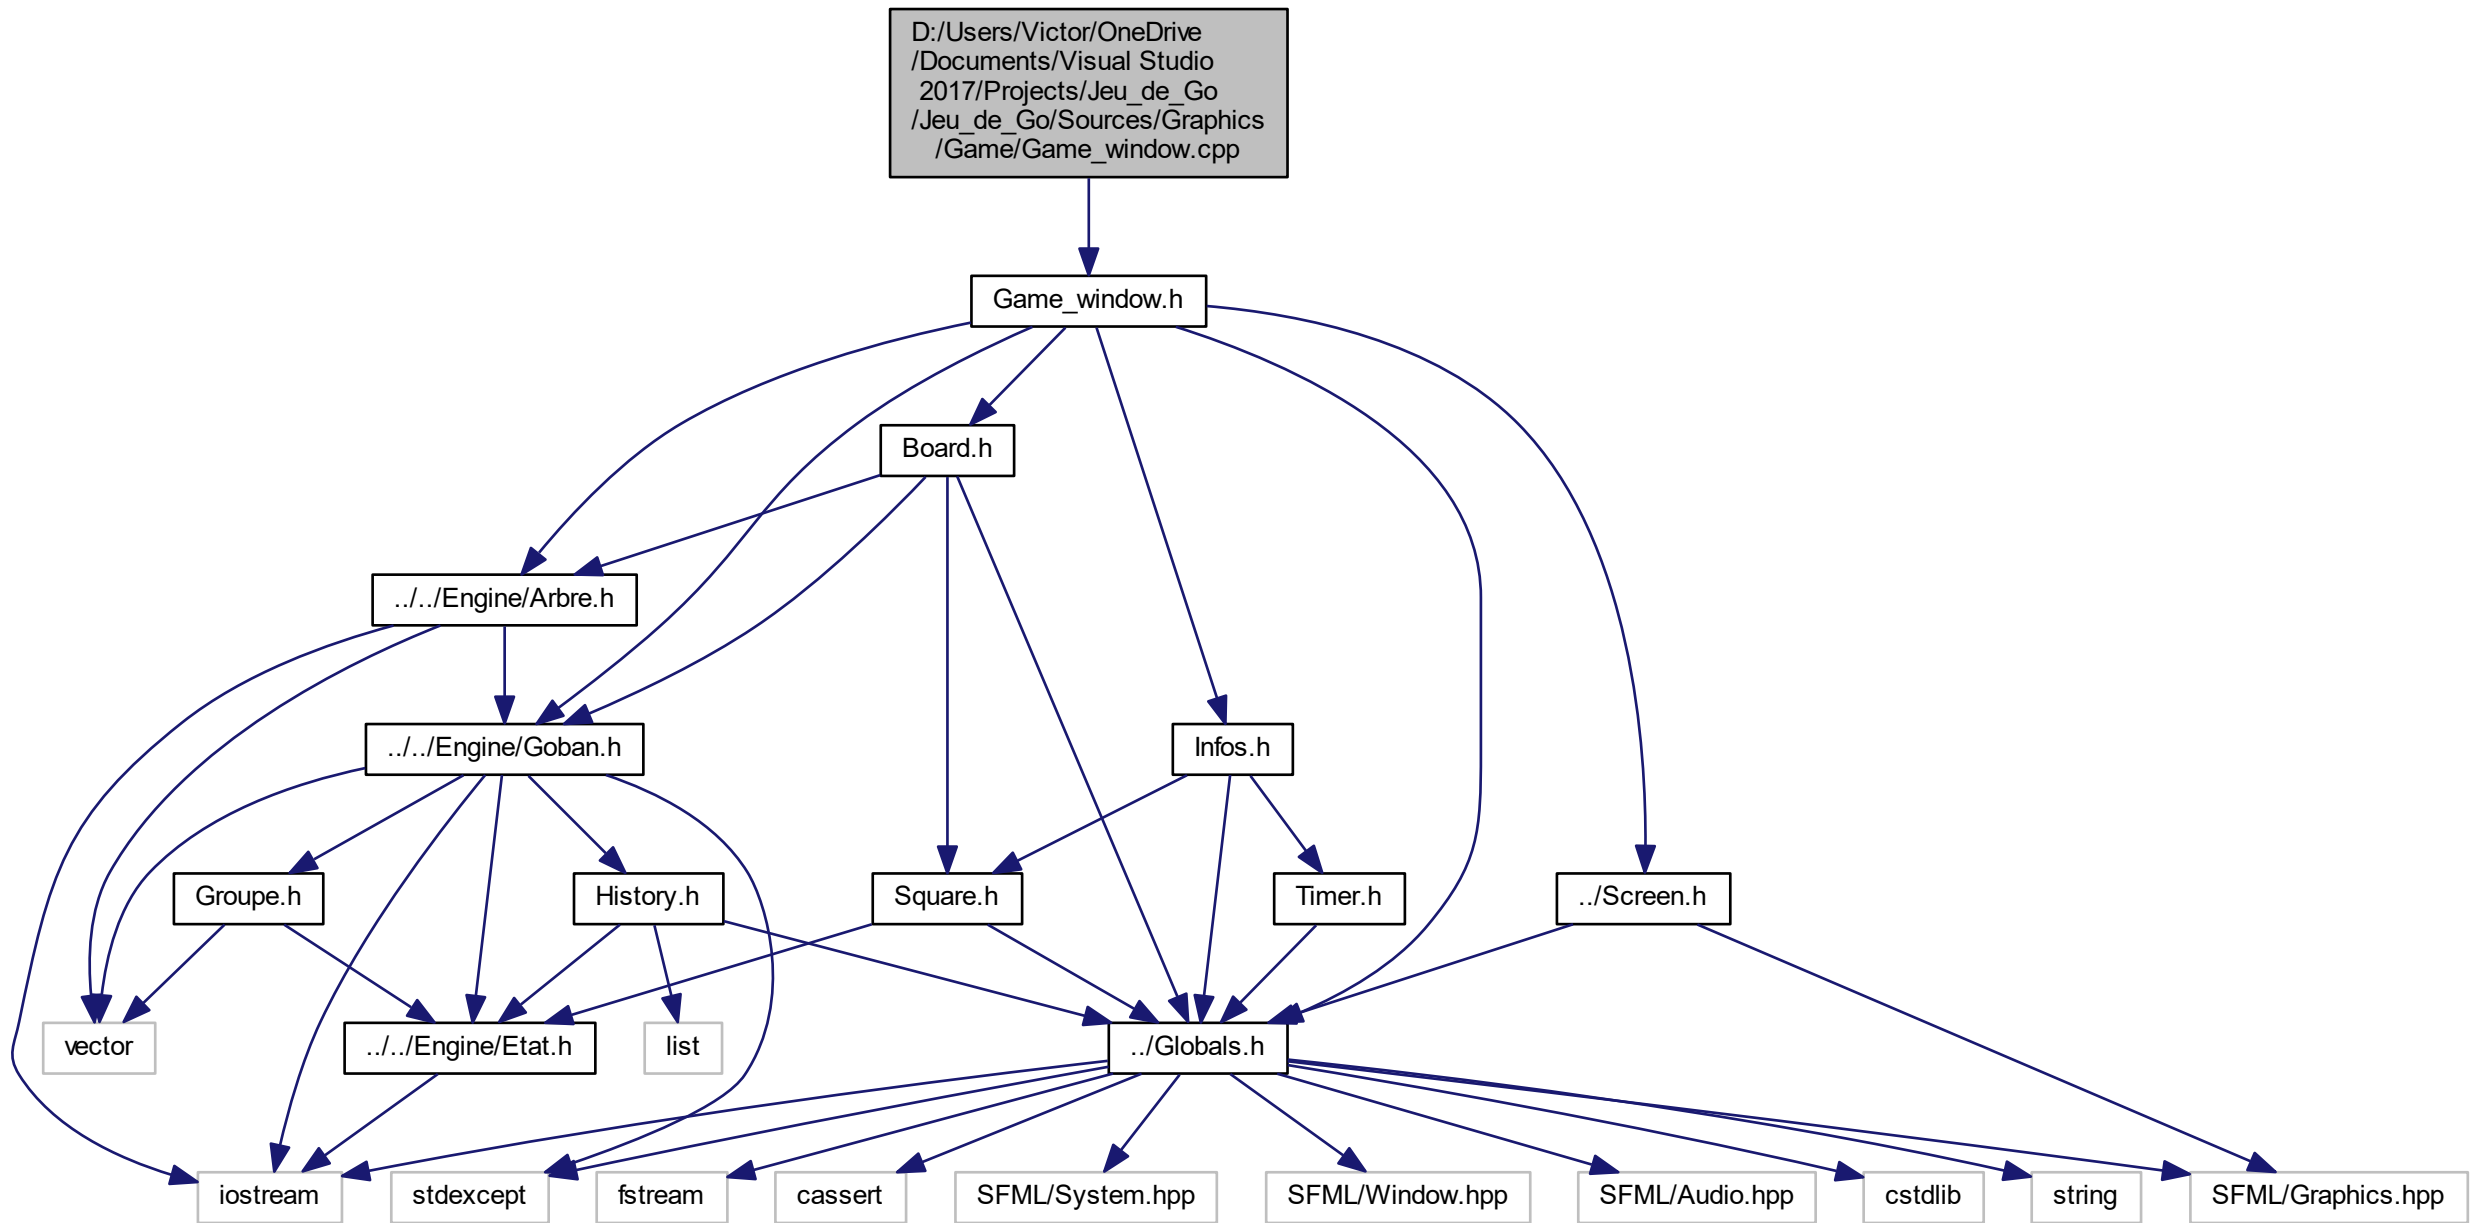 D:/Users/Victor/OneDrive
/Documents/Visual Studio
2017/Projects/Jeu_de_Go
/Jeu_de_Go/Sources/Graphics
/Game/Game_window.cpp
Game_window.h
Board.h
../../Engine/Arbre.h
../../Engine/Goban.h
Infos.h
Groupe.h
History.h
Square.h
Timer.h
../Screen.h
vector
../../Engine/Etat.h
list
../Globals.h
iostream
stdexcept
fstream
cassert
SFML/System.hpp
SFML/Window.hpp
SFML/Audio.hpp
cstdlib
string
SFML/Graphics.hpp